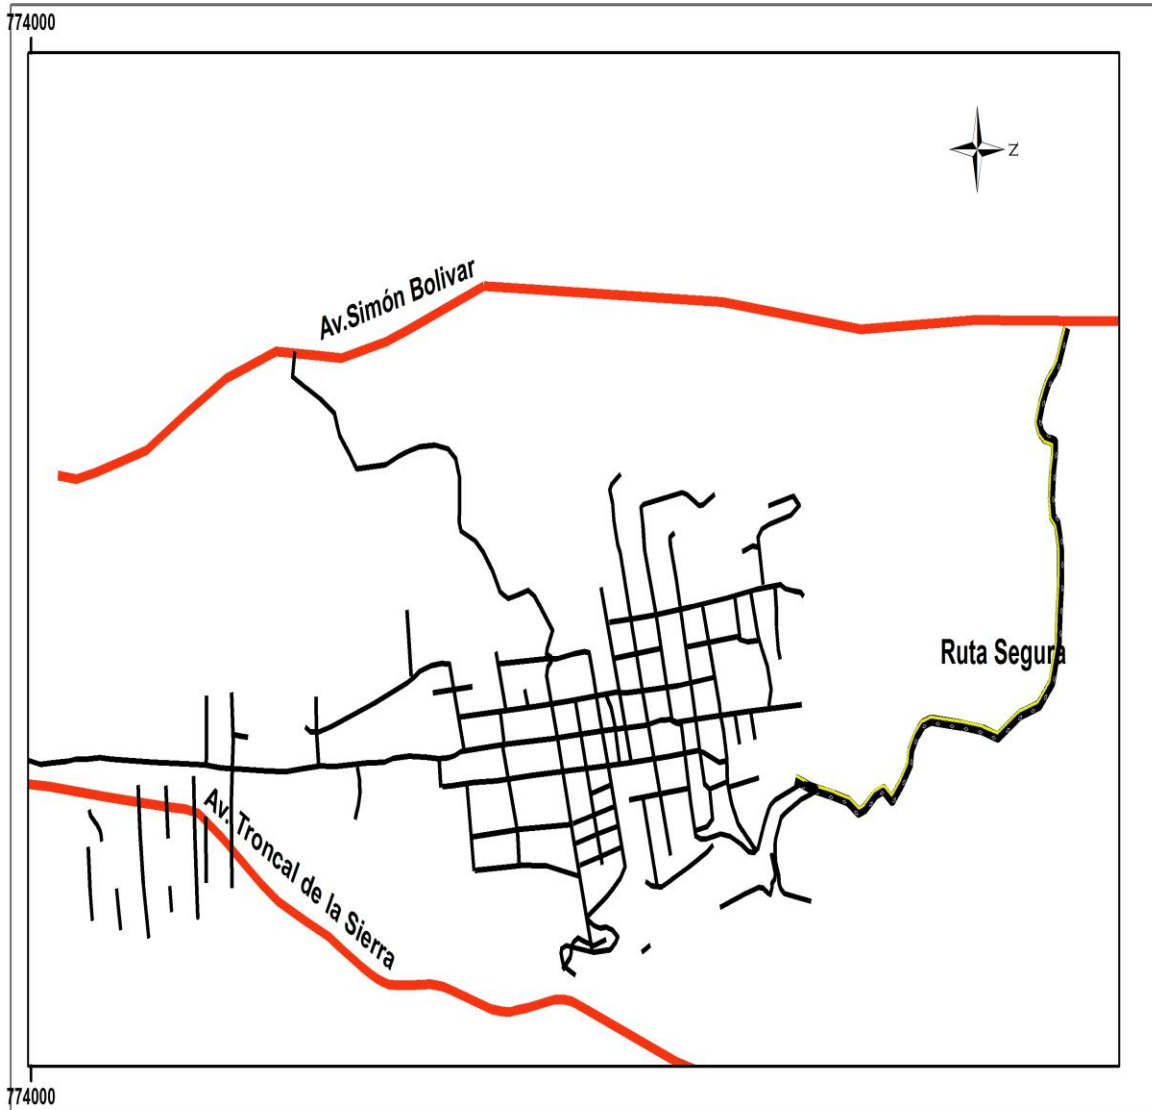 774000
N
Av.Simón Bolivar
Ruta Segura
Av. Troncal de la Sierra
774000